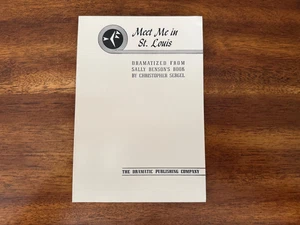 Meet Me in
St. Louis
DRAMATIZED FROM
SALLY BENSON'S BOOK
BY CHRISTOPHER SERGEL
THE DRAMATIC PUBLISHING COMPANY